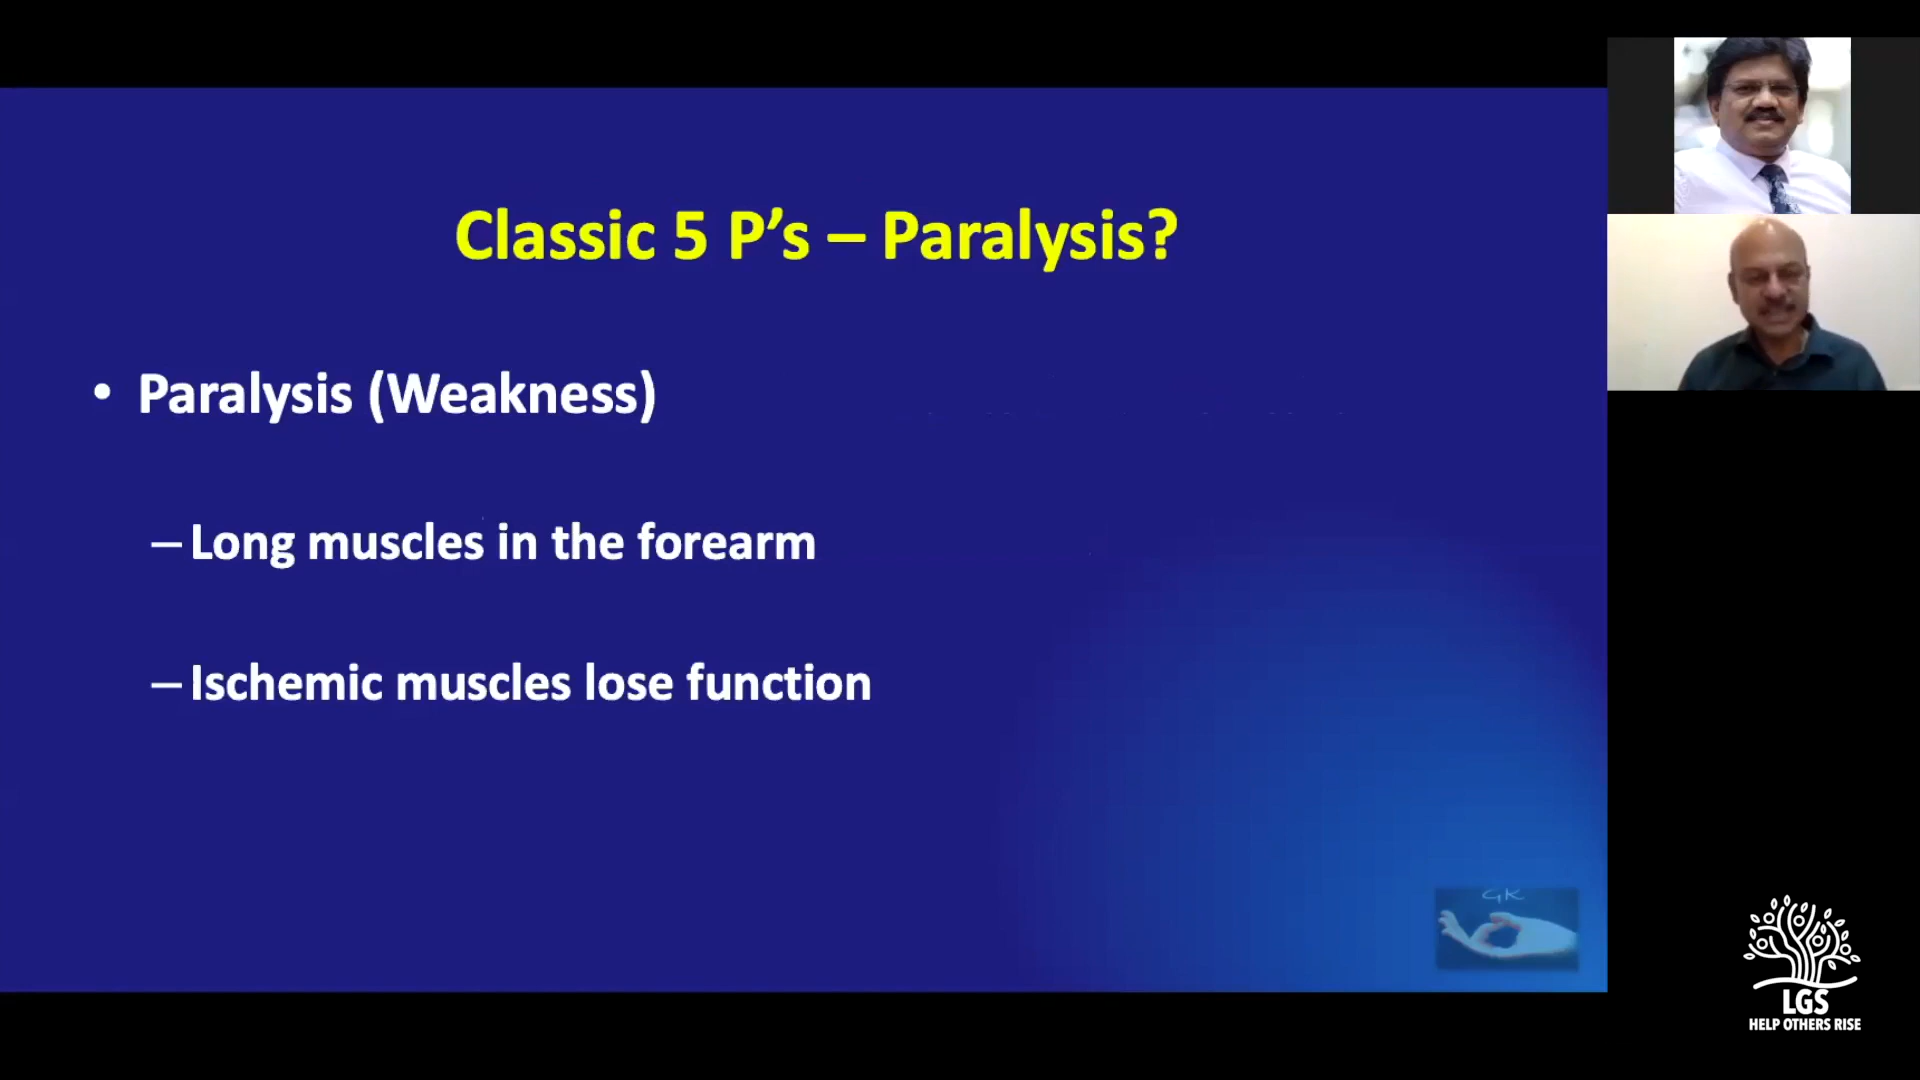 Classic 5 P’s – Paralysis?
• Paralysis (Weakness)
– Long muscles in the forearm
– Ischemic muscles lose function
GK
LGS
HELP OTHERS RISE